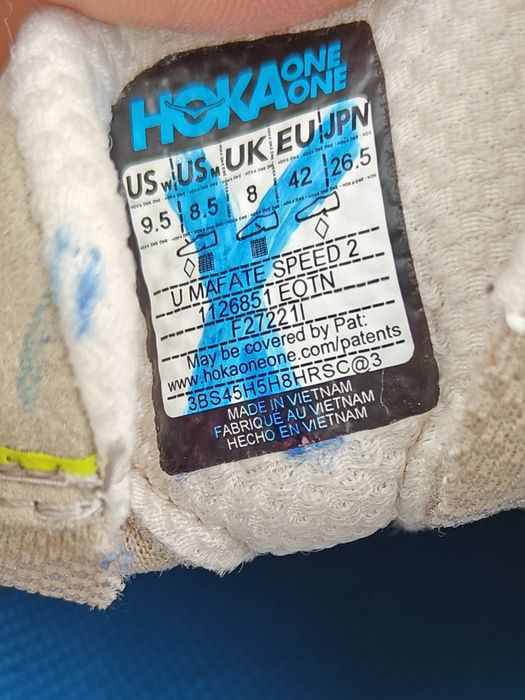 HOKA ONE ONE
US W US M UK EU JPN
9.5 8.5 8 42 26.5
U MAFATE SPEED 2
1126851 EOTN
F27221I
May be covered by Pat:
www.hokaoneone.com/patents
3BS45H5H8HRSC@3
MADE IN VIETNAM
FABRIQUÉ AU VIETNAM
HECHO EN VIETNAM